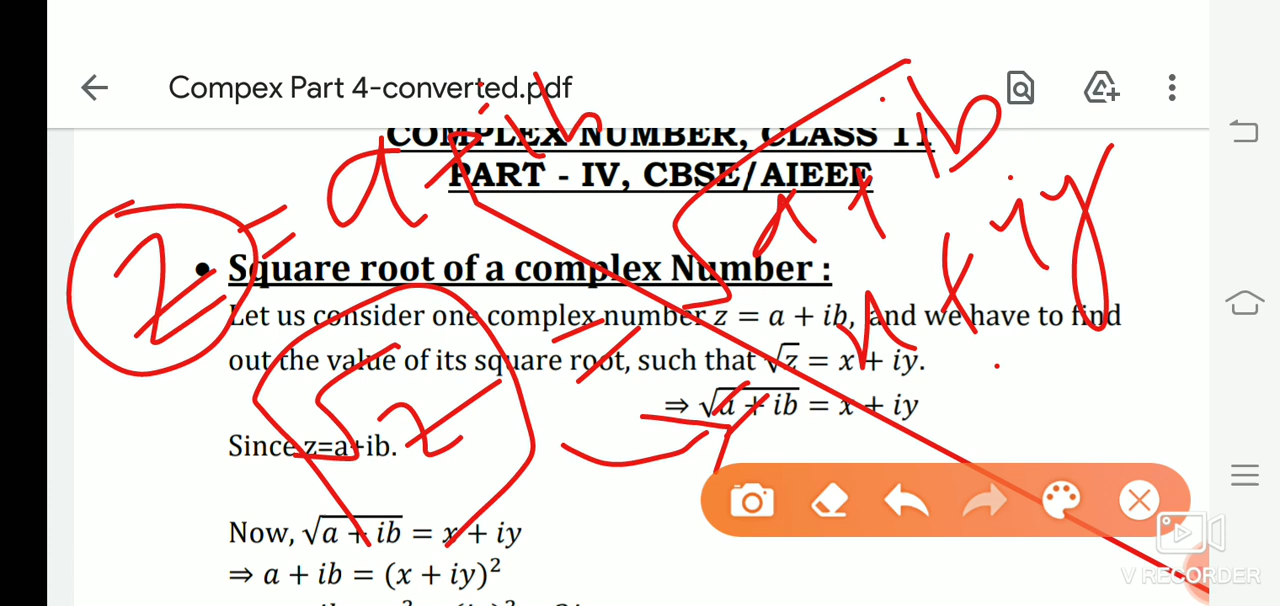 Compex Part 4-converted.pdf
COMPLEX NUMBER, CLASS 11
PART - IV, CBSE/AIEEE
z = a + ib
√a + ib
x + iy
• Square root of a complex Number :
Let us consider one complex number z = a + ib, and we have to find
out the value of its square root, such that √z = x + iy.
⇒ √a + ib = x + iy
√z =
Since z=a+ib.
Now, √a + ib = x + iy
⇒ a + ib = (x + iy)²
V RECORDER